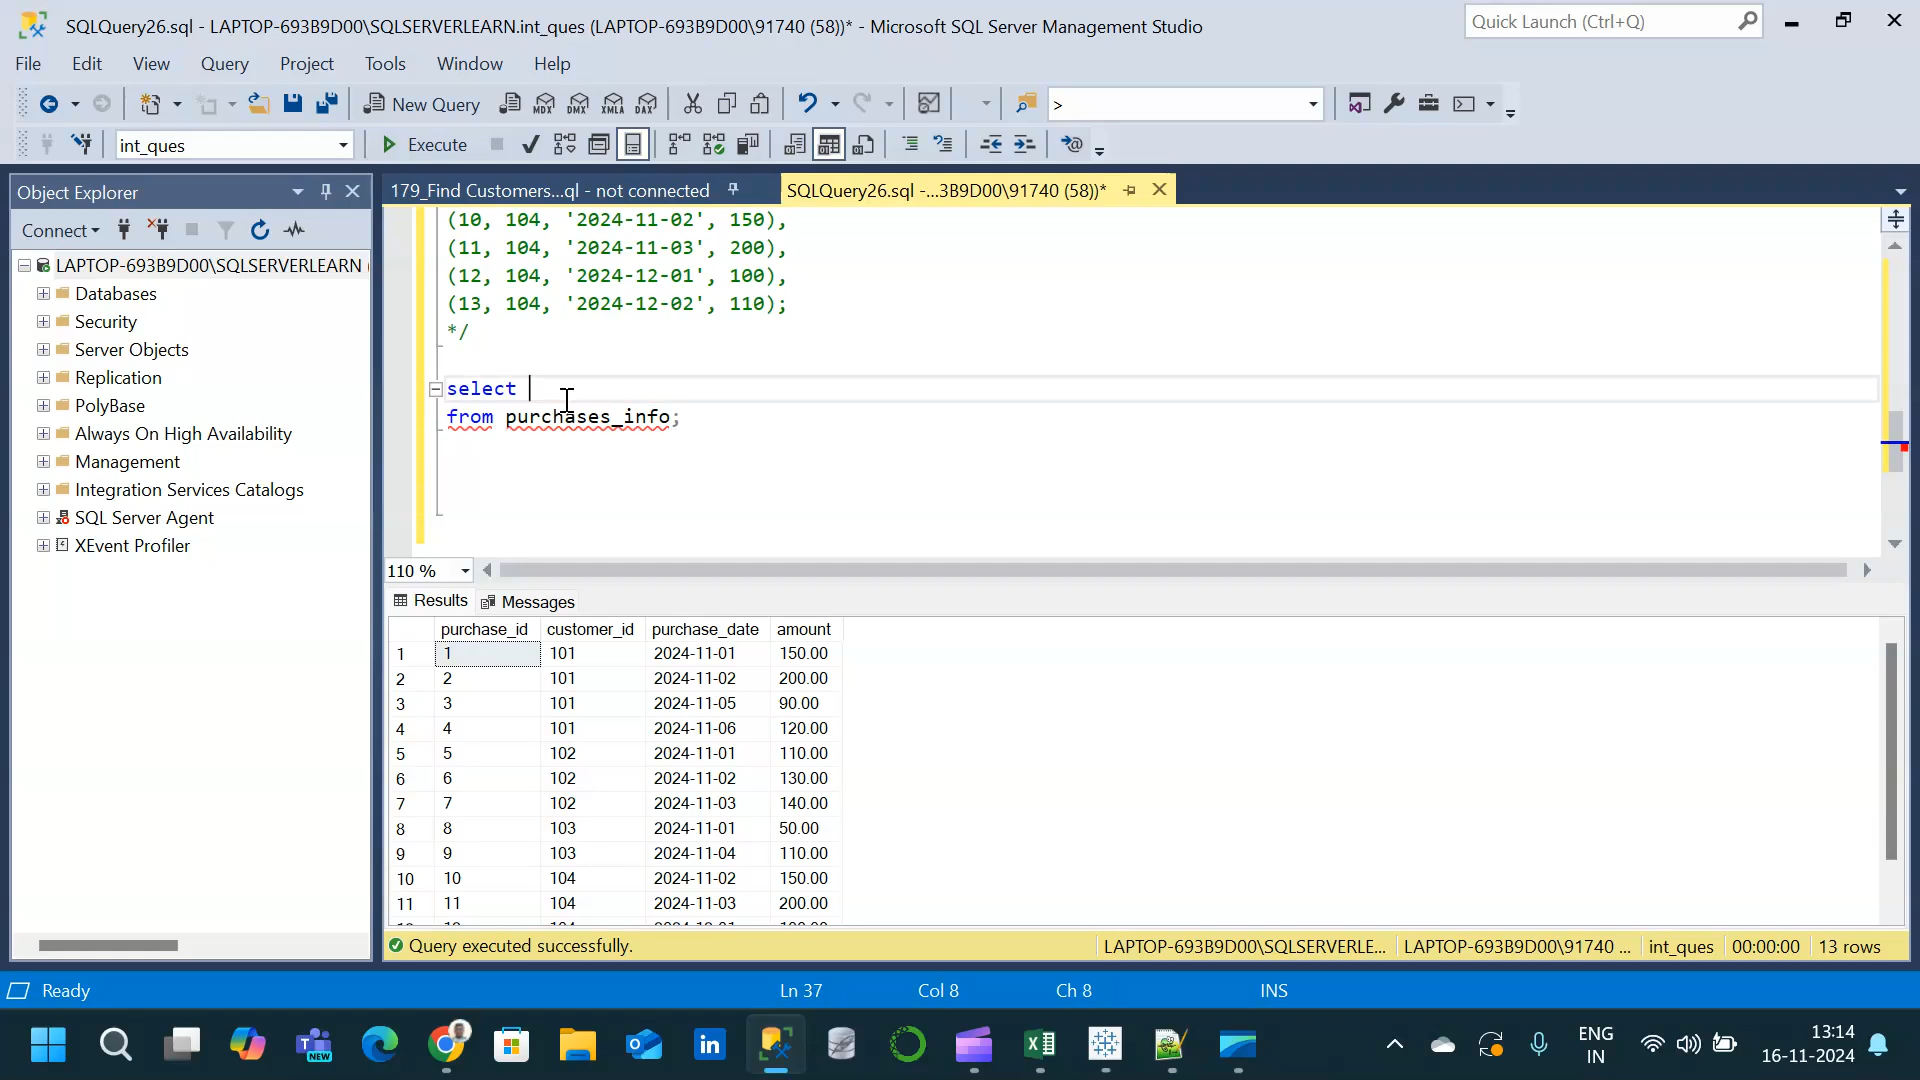 SQLQuery26.sql - LAPTOP-693B9D00\SQLSERVERLEARN.int_ques (LAPTOP-693B9D00\91740 (58))* - Microsoft SQL Server Management Studio
Quick Launch (Ctrl+Q)
File Edit View Query Project Tools Window Help
New Query
MDX DMX XMLA DAX
>
int_ques
Execute
Object Explorer
179_Find Customers...ql - not connected
SQLQuery26.sql -...3B9D00\91740 (58))*
Connect
LAPTOP-693B9D00\SQLSERVERLEARN (
Databases
Security
Server Objects
Replication
PolyBase
Always On High Availability
Management
Integration Services Catalogs
SQL Server Agent
XEvent Profiler
(10, 104, '2024-11-02', 150),
(11, 104, '2024-11-03', 200),
(12, 104, '2024-12-01', 100),
(13, 104, '2024-12-02', 110);
*/
select
from purchases_info;
110 %
Results Messages
purchase_id customer_id purchase_date amount
1 1 101 2024-11-01 150.00
2 2 101 2024-11-02 200.00
3 3 101 2024-11-05 90.00
4 4 101 2024-11-06 120.00
5 5 102 2024-11-01 110.00
6 6 102 2024-11-02 130.00
7 7 102 2024-11-03 140.00
8 8 103 2024-11-01 50.00
9 9 103 2024-11-04 110.00
10 10 104 2024-11-02 150.00
11 11 104 2024-11-03 200.00
Query executed successfully.
LAPTOP-693B9D00\SQLSERVERLE... LAPTOP-693B9D00\91740 ... int_ques 00:00:00 13 rows
Ready Ln 37 Col 8 Ch 8 INS
NEW
ENG
IN
13:14
16-11-2024